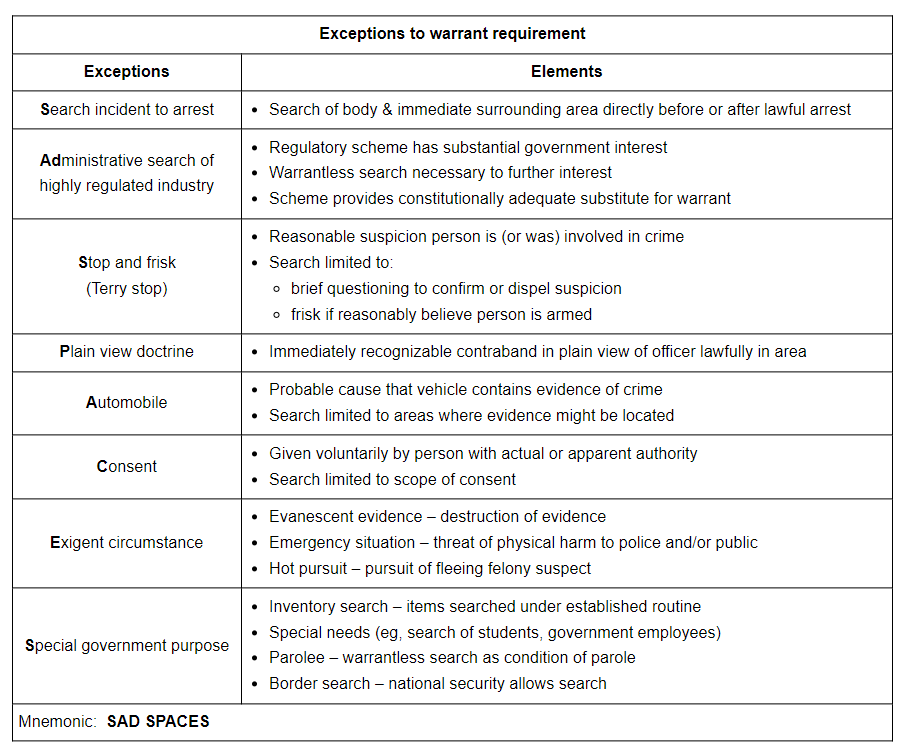 Exceptions to warrant requirement
Exceptions
Elements
Search incident to arrest
• Search of body & immediate surrounding area directly before or after lawful arrest
Administrative search of
highly regulated industry
• Regulatory scheme has substantial government interest
• Warrantless search necessary to further interest
• Scheme provides constitutionally adequate substitute for warrant
Stop and frisk
(Terry stop)
• Reasonable suspicion person is (or was) involved in crime
• Search limited to:
◦ brief questioning to confirm or dispel suspicion
◦ frisk if reasonably believe person is armed
Plain view doctrine
• Immediately recognizable contraband in plain view of officer lawfully in area
Automobile
• Probable cause that vehicle contains evidence of crime
• Search limited to areas where evidence might be located
Consent
• Given voluntarily by person with actual or apparent authority
• Search limited to scope of consent
Exigent circumstance
• Evanescent evidence – destruction of evidence
• Emergency situation – threat of physical harm to police and/or public
• Hot pursuit – pursuit of fleeing felony suspect
Special government purpose
• Inventory search – items searched under established routine
• Special needs (eg, search of students, government employees)
• Parolee – warrantless search as condition of parole
• Border search – national security allows search
Mnemonic: SAD SPACES